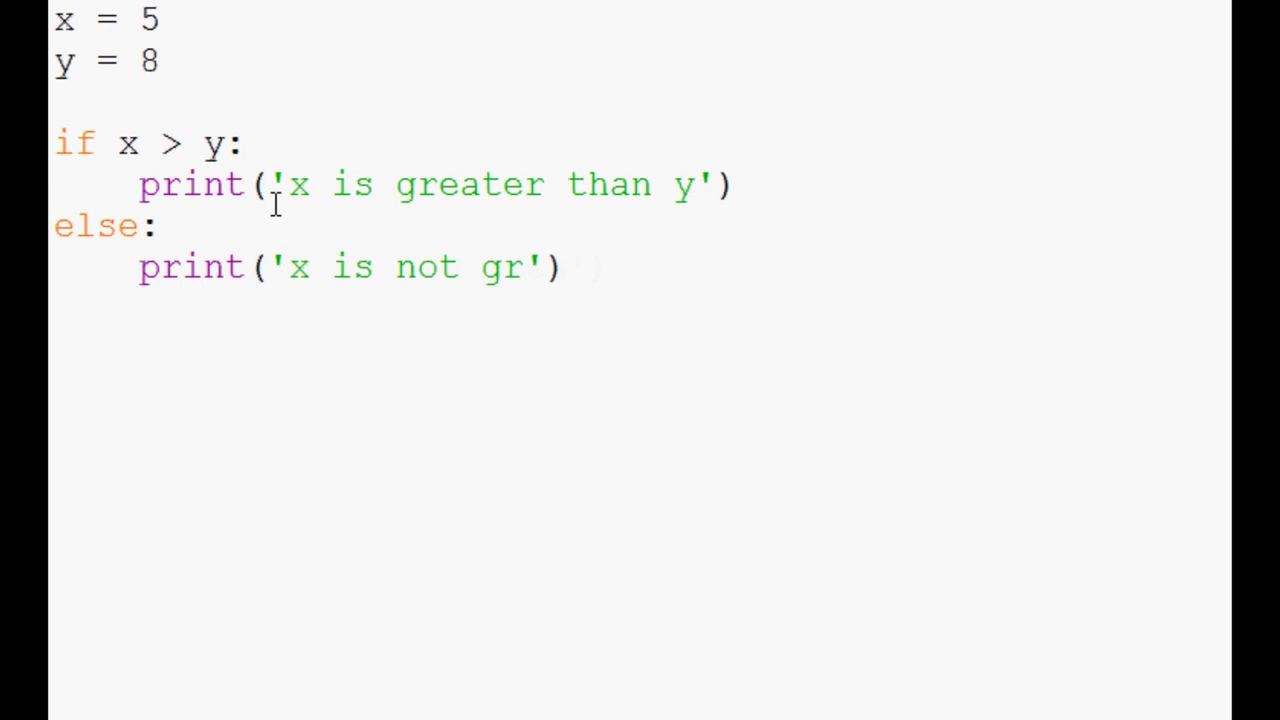 x = 5
y = 8
if x > y:
    print('x is greater than y')
else:
    print('x is not gr')